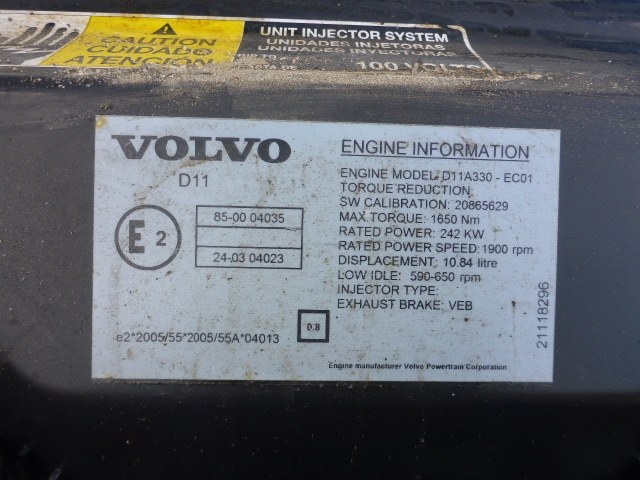 CAUTION
CUIDADO
ATENCION
UNIT INJECTOR SYSTEM
UNIDADES INJETORAS
UNIDADES INYECTORAS
100 VOLTS
VOLVO
D11
E 2
85-00 04035
24-03 04023
e2*2005/55*2005/55A*04013
0.8
ENGINE INFORMATION
ENGINE MODEL: D11A330 - EC01
TORQUE REDUCTION:
SW CALIBRATION: 20865629
MAX TORQUE: 1650 Nm
RATED POWER: 242 KW
RATED POWER SPEED: 1900 rpm
DISPLACEMENT: 10.84 litre
LOW IDLE: 590-650 rpm
INJECTOR TYPE:
EXHAUST BRAKE: VEB
Engine manufacturer Volvo Powertrain Corporation
21118296